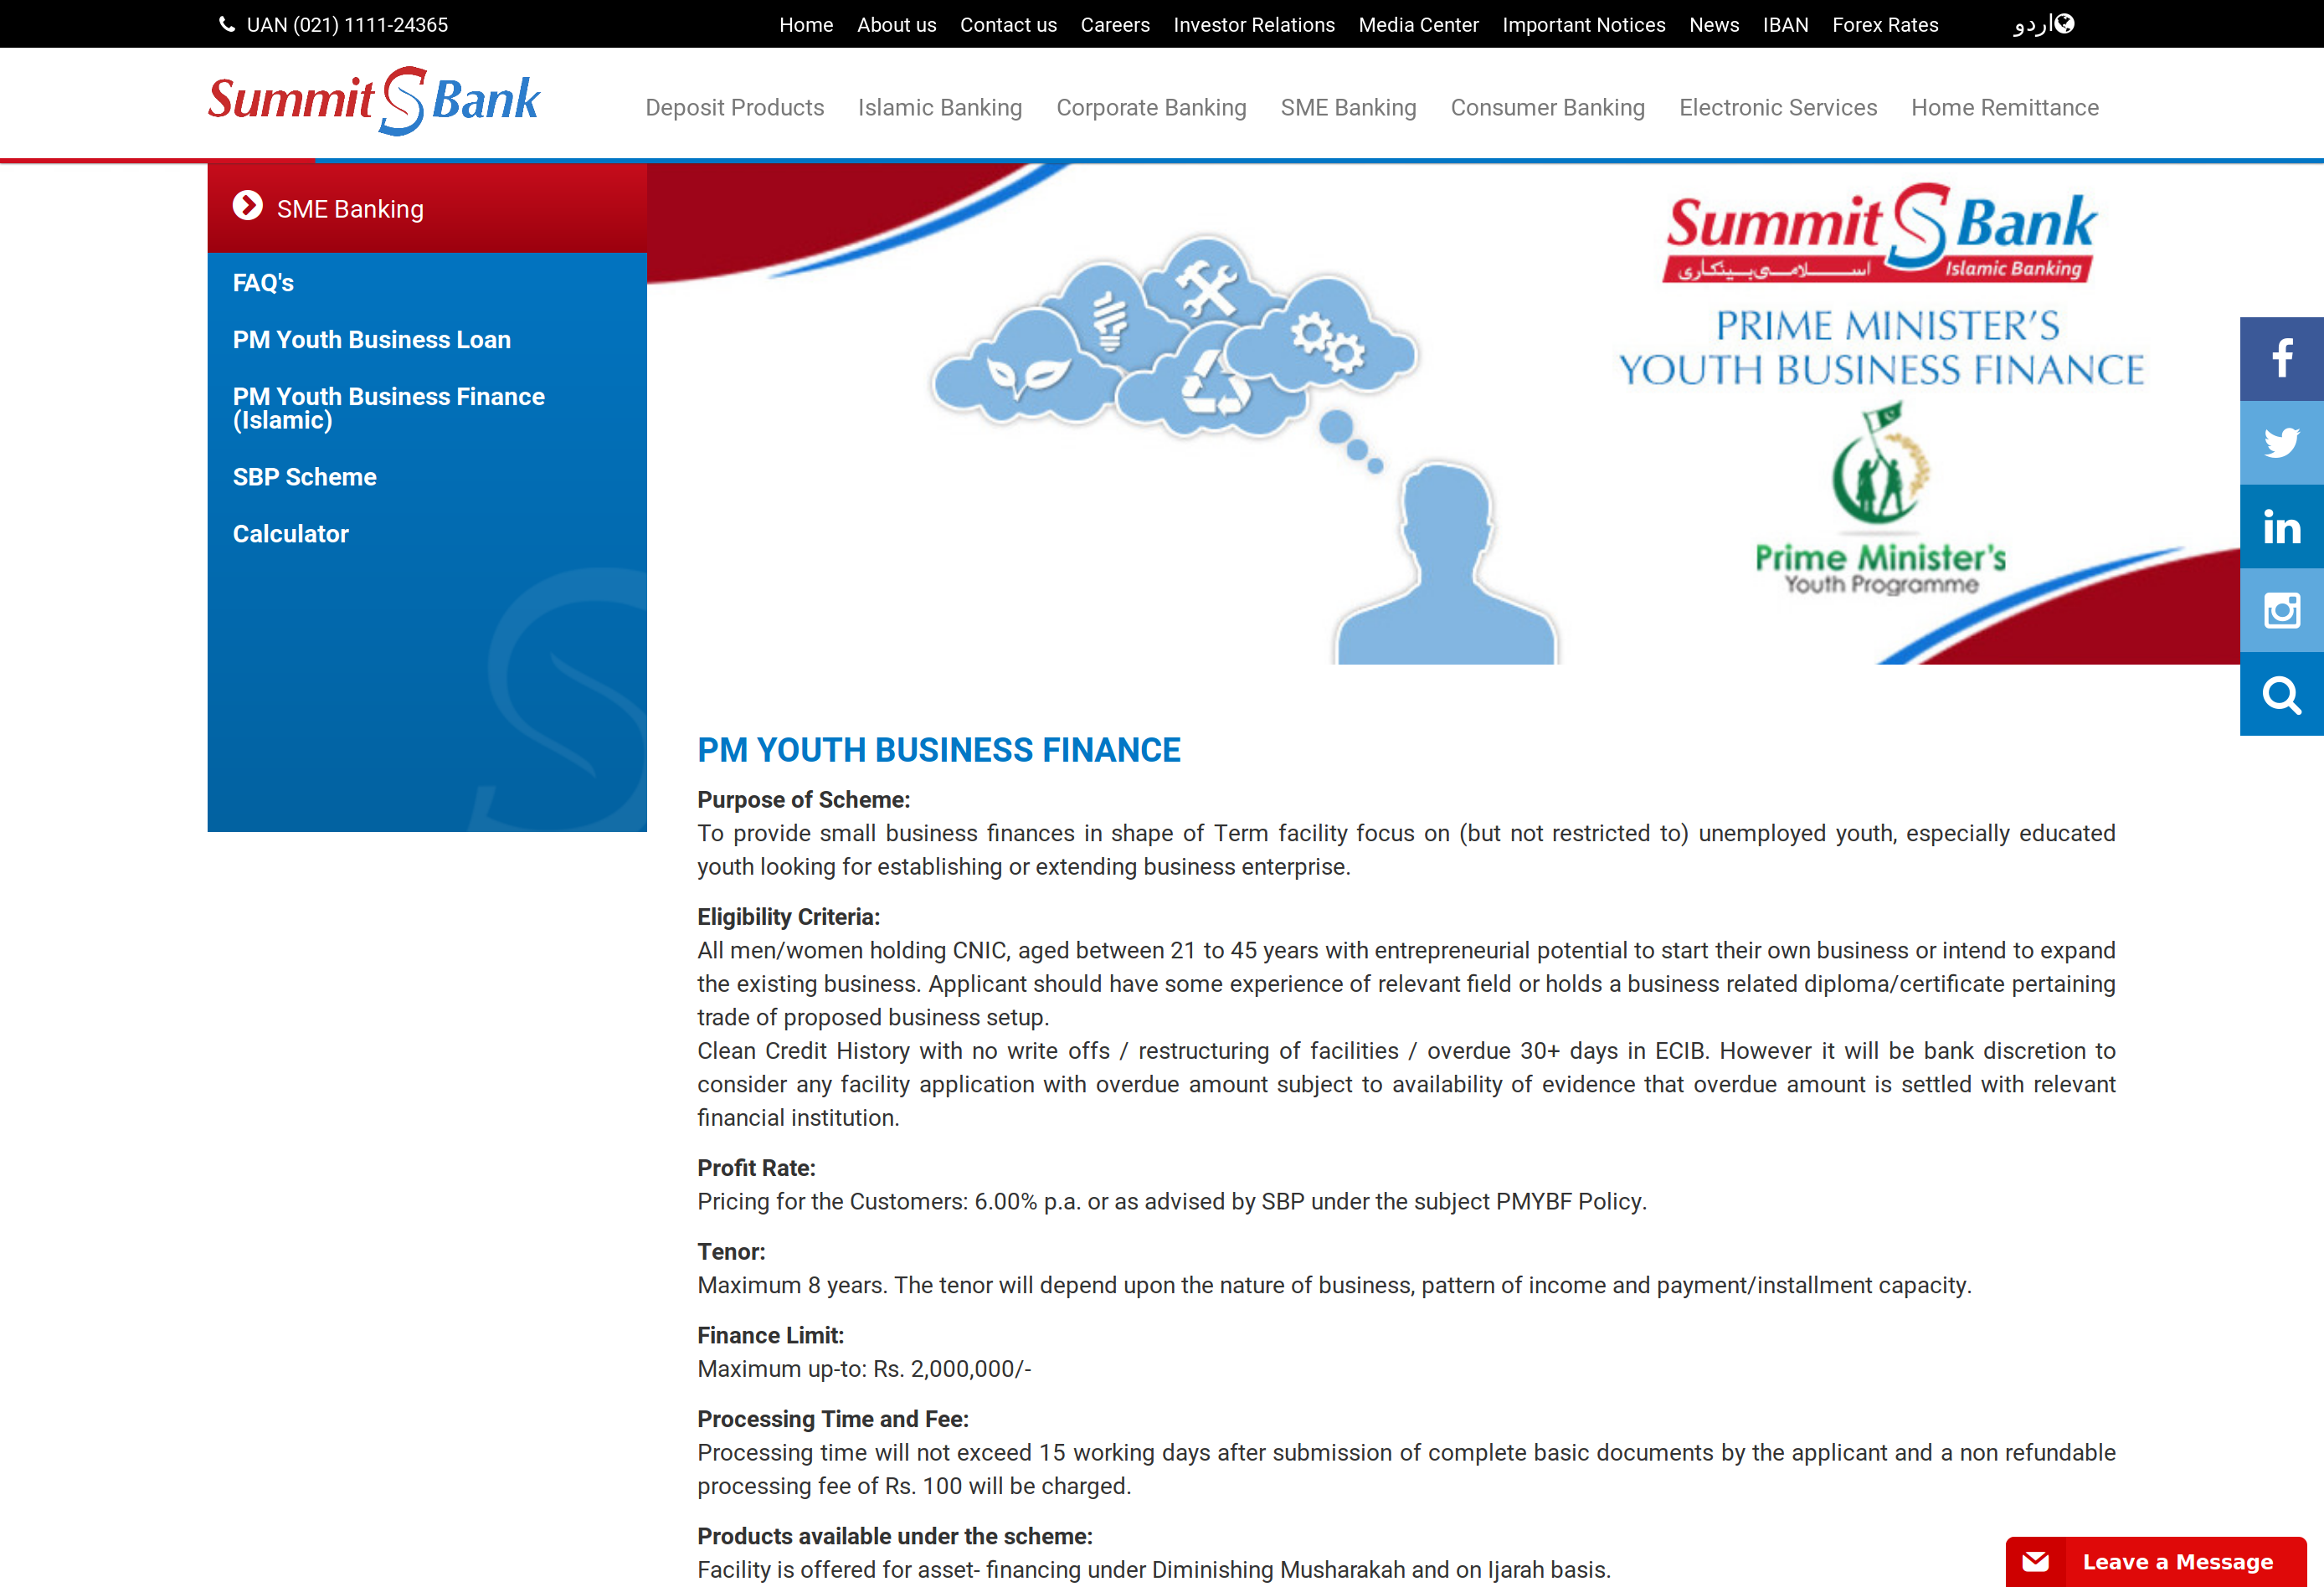 UAN (021) 1111-24365
Home About us Contact us Careers Investor Relations Media Center Important Notices News IBAN Forex Rates اردو
Summit S Bank
Deposit Products Islamic Banking Corporate Banking SME Banking Consumer Banking Electronic Services Home Remittance
SME Banking
FAQ's
PM Youth Business Loan
PM Youth Business Finance
(Islamic)
SBP Scheme
Calculator
Summit S Bank
اسلامی بینکاری Islamic Banking
PRIME MINISTER'S
YOUTH BUSINESS FINANCE
Prime Minister's
Youth Programme
PM YOUTH BUSINESS FINANCE
Purpose of Scheme:
To provide small business finances in shape of Term facility focus on (but not restricted to) unemployed youth, especially educated
youth looking for establishing or extending business enterprise.
Eligibility Criteria:
All men/women holding CNIC, aged between 21 to 45 years with entrepreneurial potential to start their own business or intend to expand
the existing business. Applicant should have some experience of relevant field or holds a business related diploma/certificate pertaining
trade of proposed business setup.
Clean Credit History with no write offs / restructuring of facilities / overdue 30+ days in ECIB. However it will be bank discretion to
consider any facility application with overdue amount subject to availability of evidence that overdue amount is settled with relevant
financial institution.
Profit Rate:
Pricing for the Customers: 6.00% p.a. or as advised by SBP under the subject PMYBF Policy.
Tenor:
Maximum 8 years. The tenor will depend upon the nature of business, pattern of income and payment/installment capacity.
Finance Limit:
Maximum up-to: Rs. 2,000,000/-
Processing Time and Fee:
Processing time will not exceed 15 working days after submission of complete basic documents by the applicant and a non refundable
processing fee of Rs. 100 will be charged.
Products available under the scheme:
Facility is offered for asset- financing under Diminishing Musharakah and on Ijarah basis.
Leave a Message